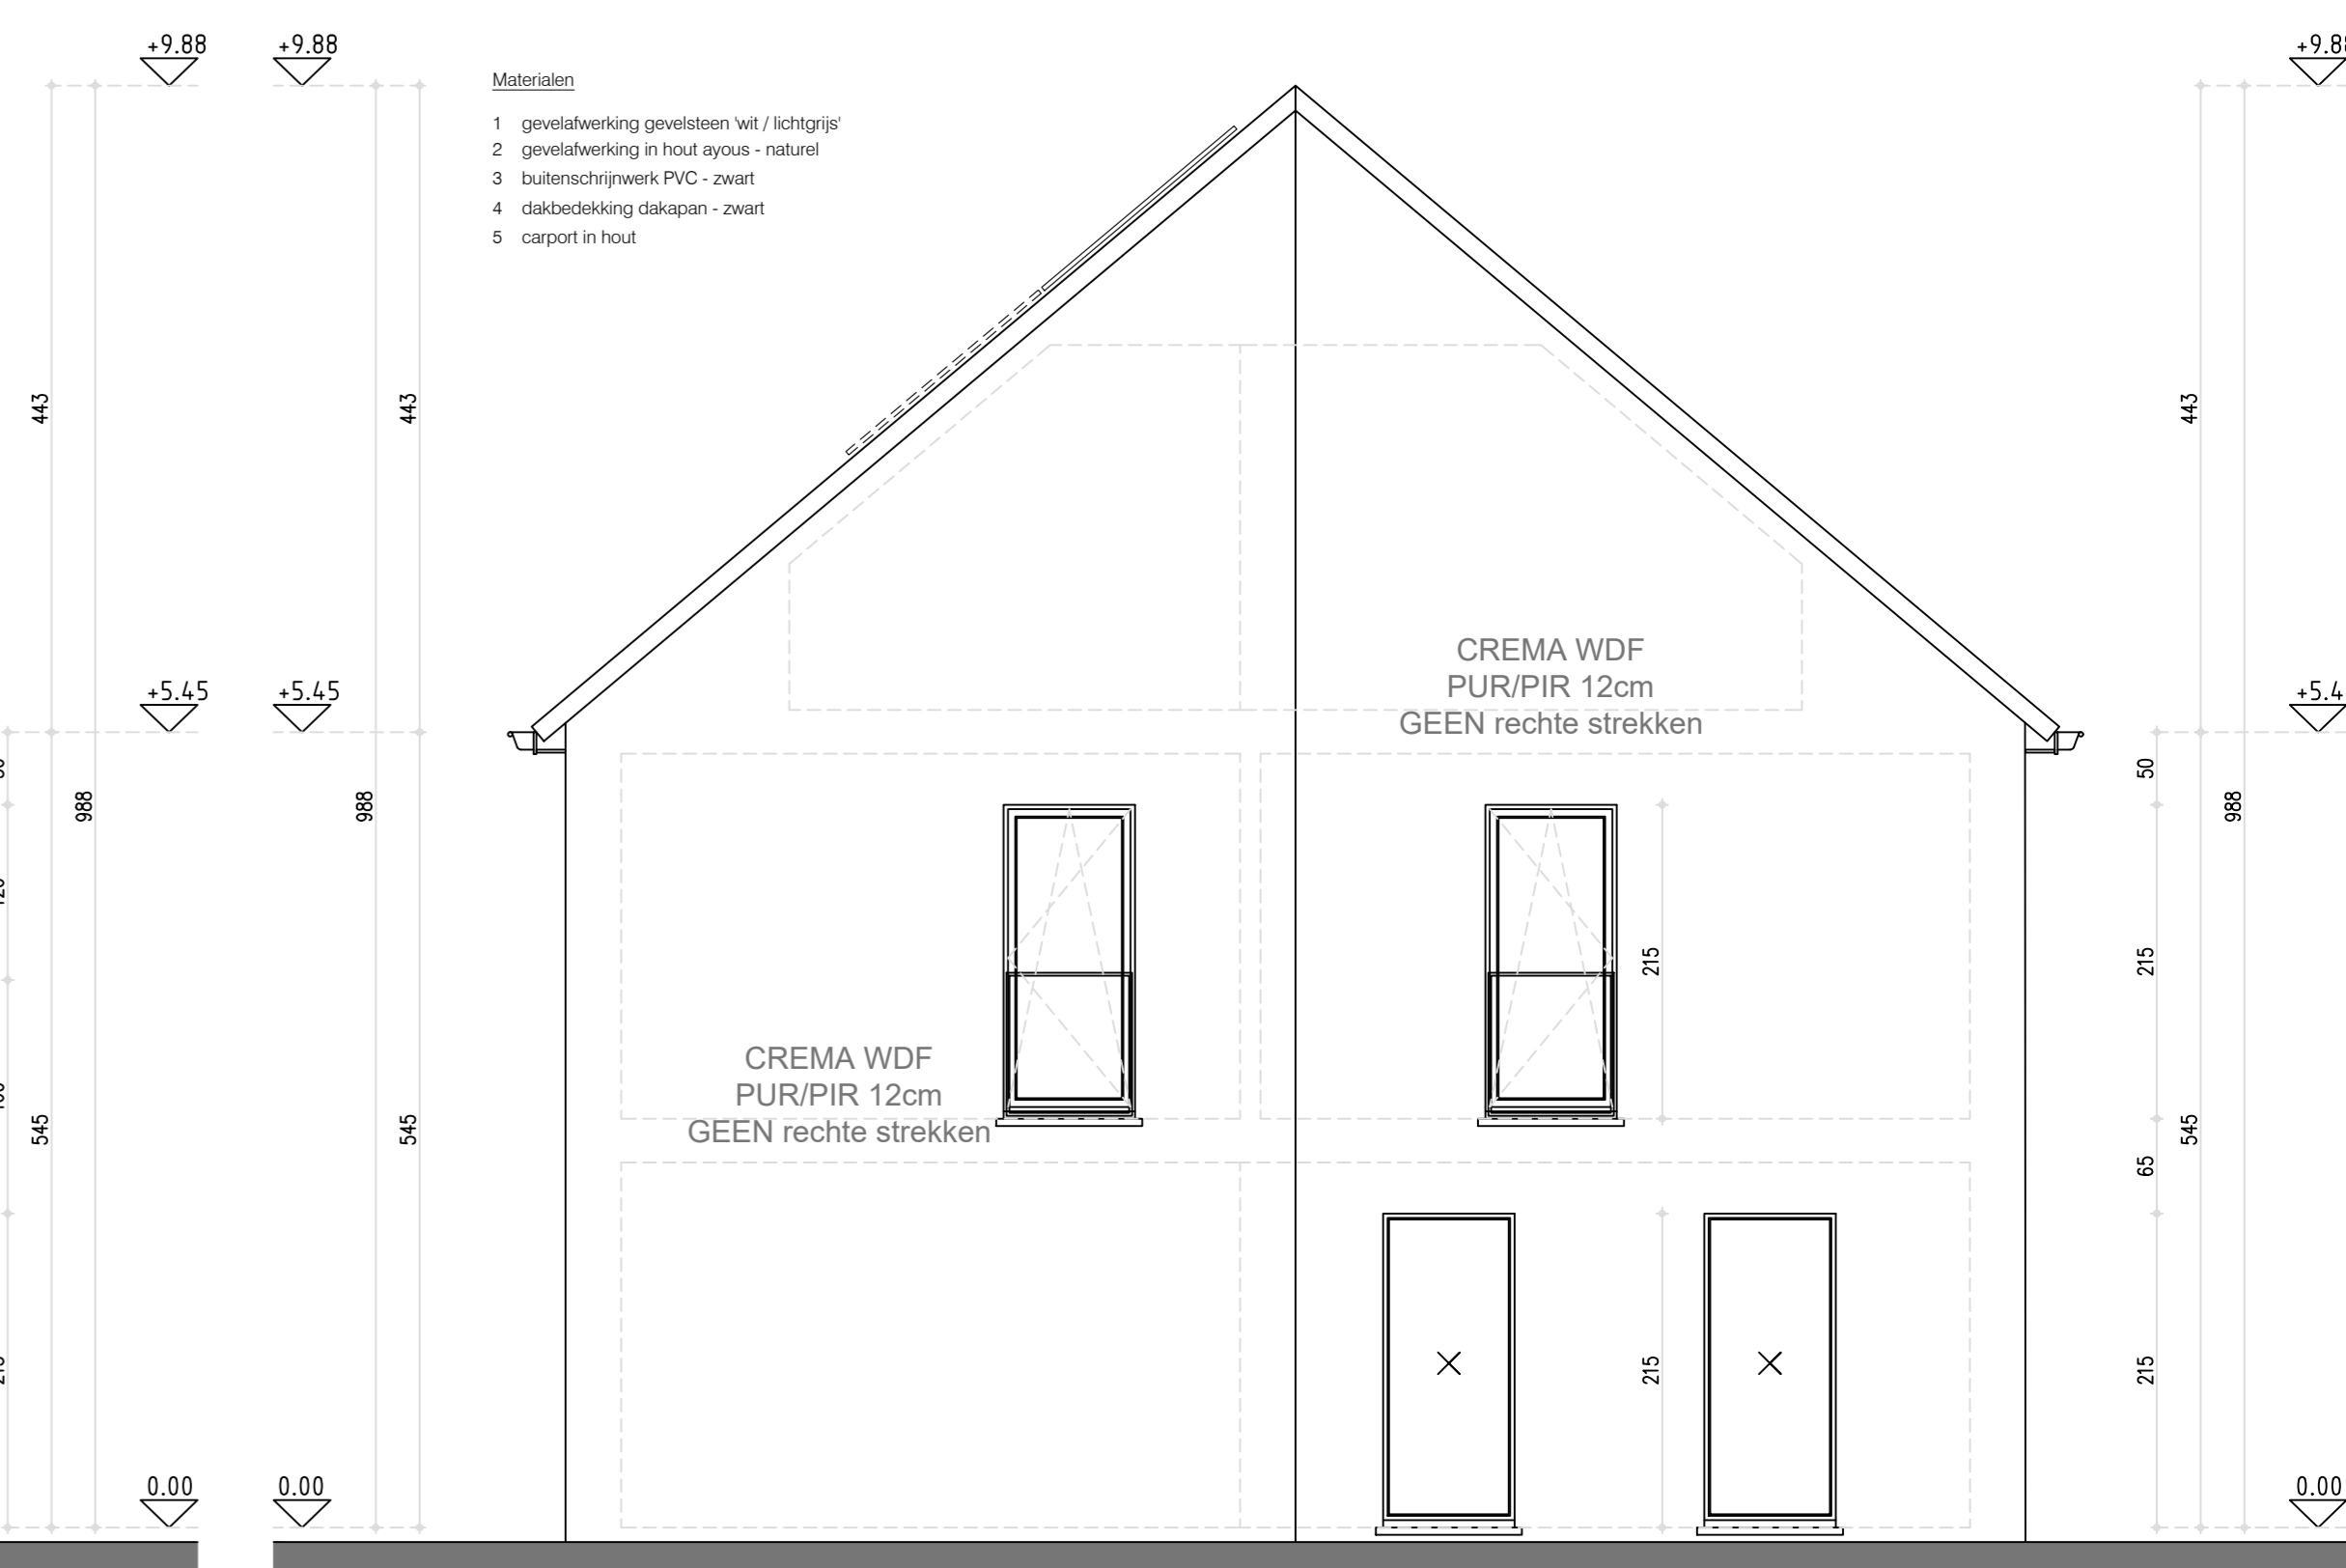 +9.88
+9.88
Materialen
1 gevelafwerking gevelsteen 'wit / lichtgrijs'
2 gevelafwerking in hout ayous - naturel
3 buitenschrijnwerk PVC - zwart
4 dakbedekking dakapan - zwart
5 carport in hout
443
443
443
CREMA WDF
PUR/PIR 12cm
GEEN rechte strekken
+5.45
+5.45
+5.4
988
988
50
988
215
215
CREMA WDF
PUR/PIR 12cm
GEEN rechte strekken
545
545
545
65
215
215
0.00
0.00
0.00